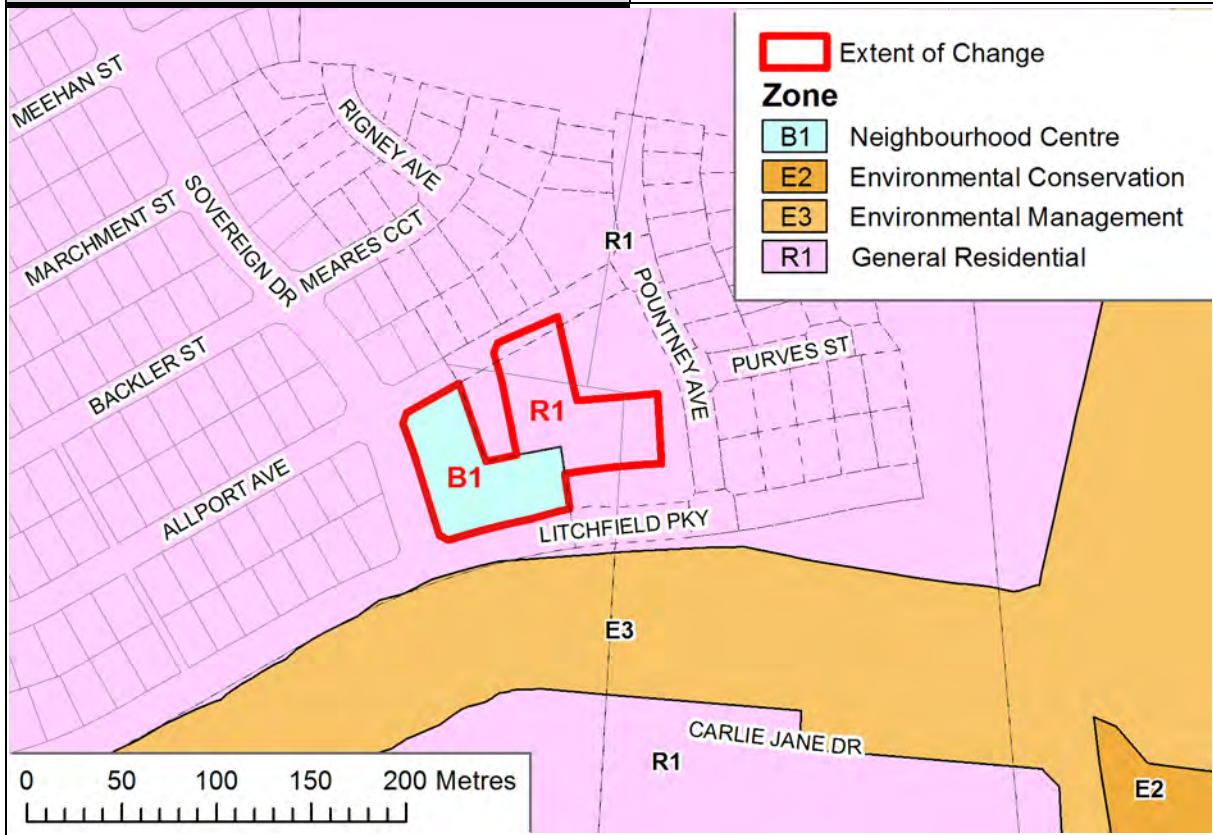 MEEHAN ST
RIGNEY AVE
MARCHMENT ST
SOVEREIGN DR
MEARES CCT
R1
POUNTNEY AVE
PURVES ST
BACKLER ST
R1
B1
ALLPORT AVE
LITCHFIELD PKY
E3
CARLIE JANE DR
R1
E2
Extent of Change
Zone
B1 Neighbourhood Centre
E2 Environmental Conservation
E3 Environmental Management
R1 General Residential
0 50 100 150 200 Metres